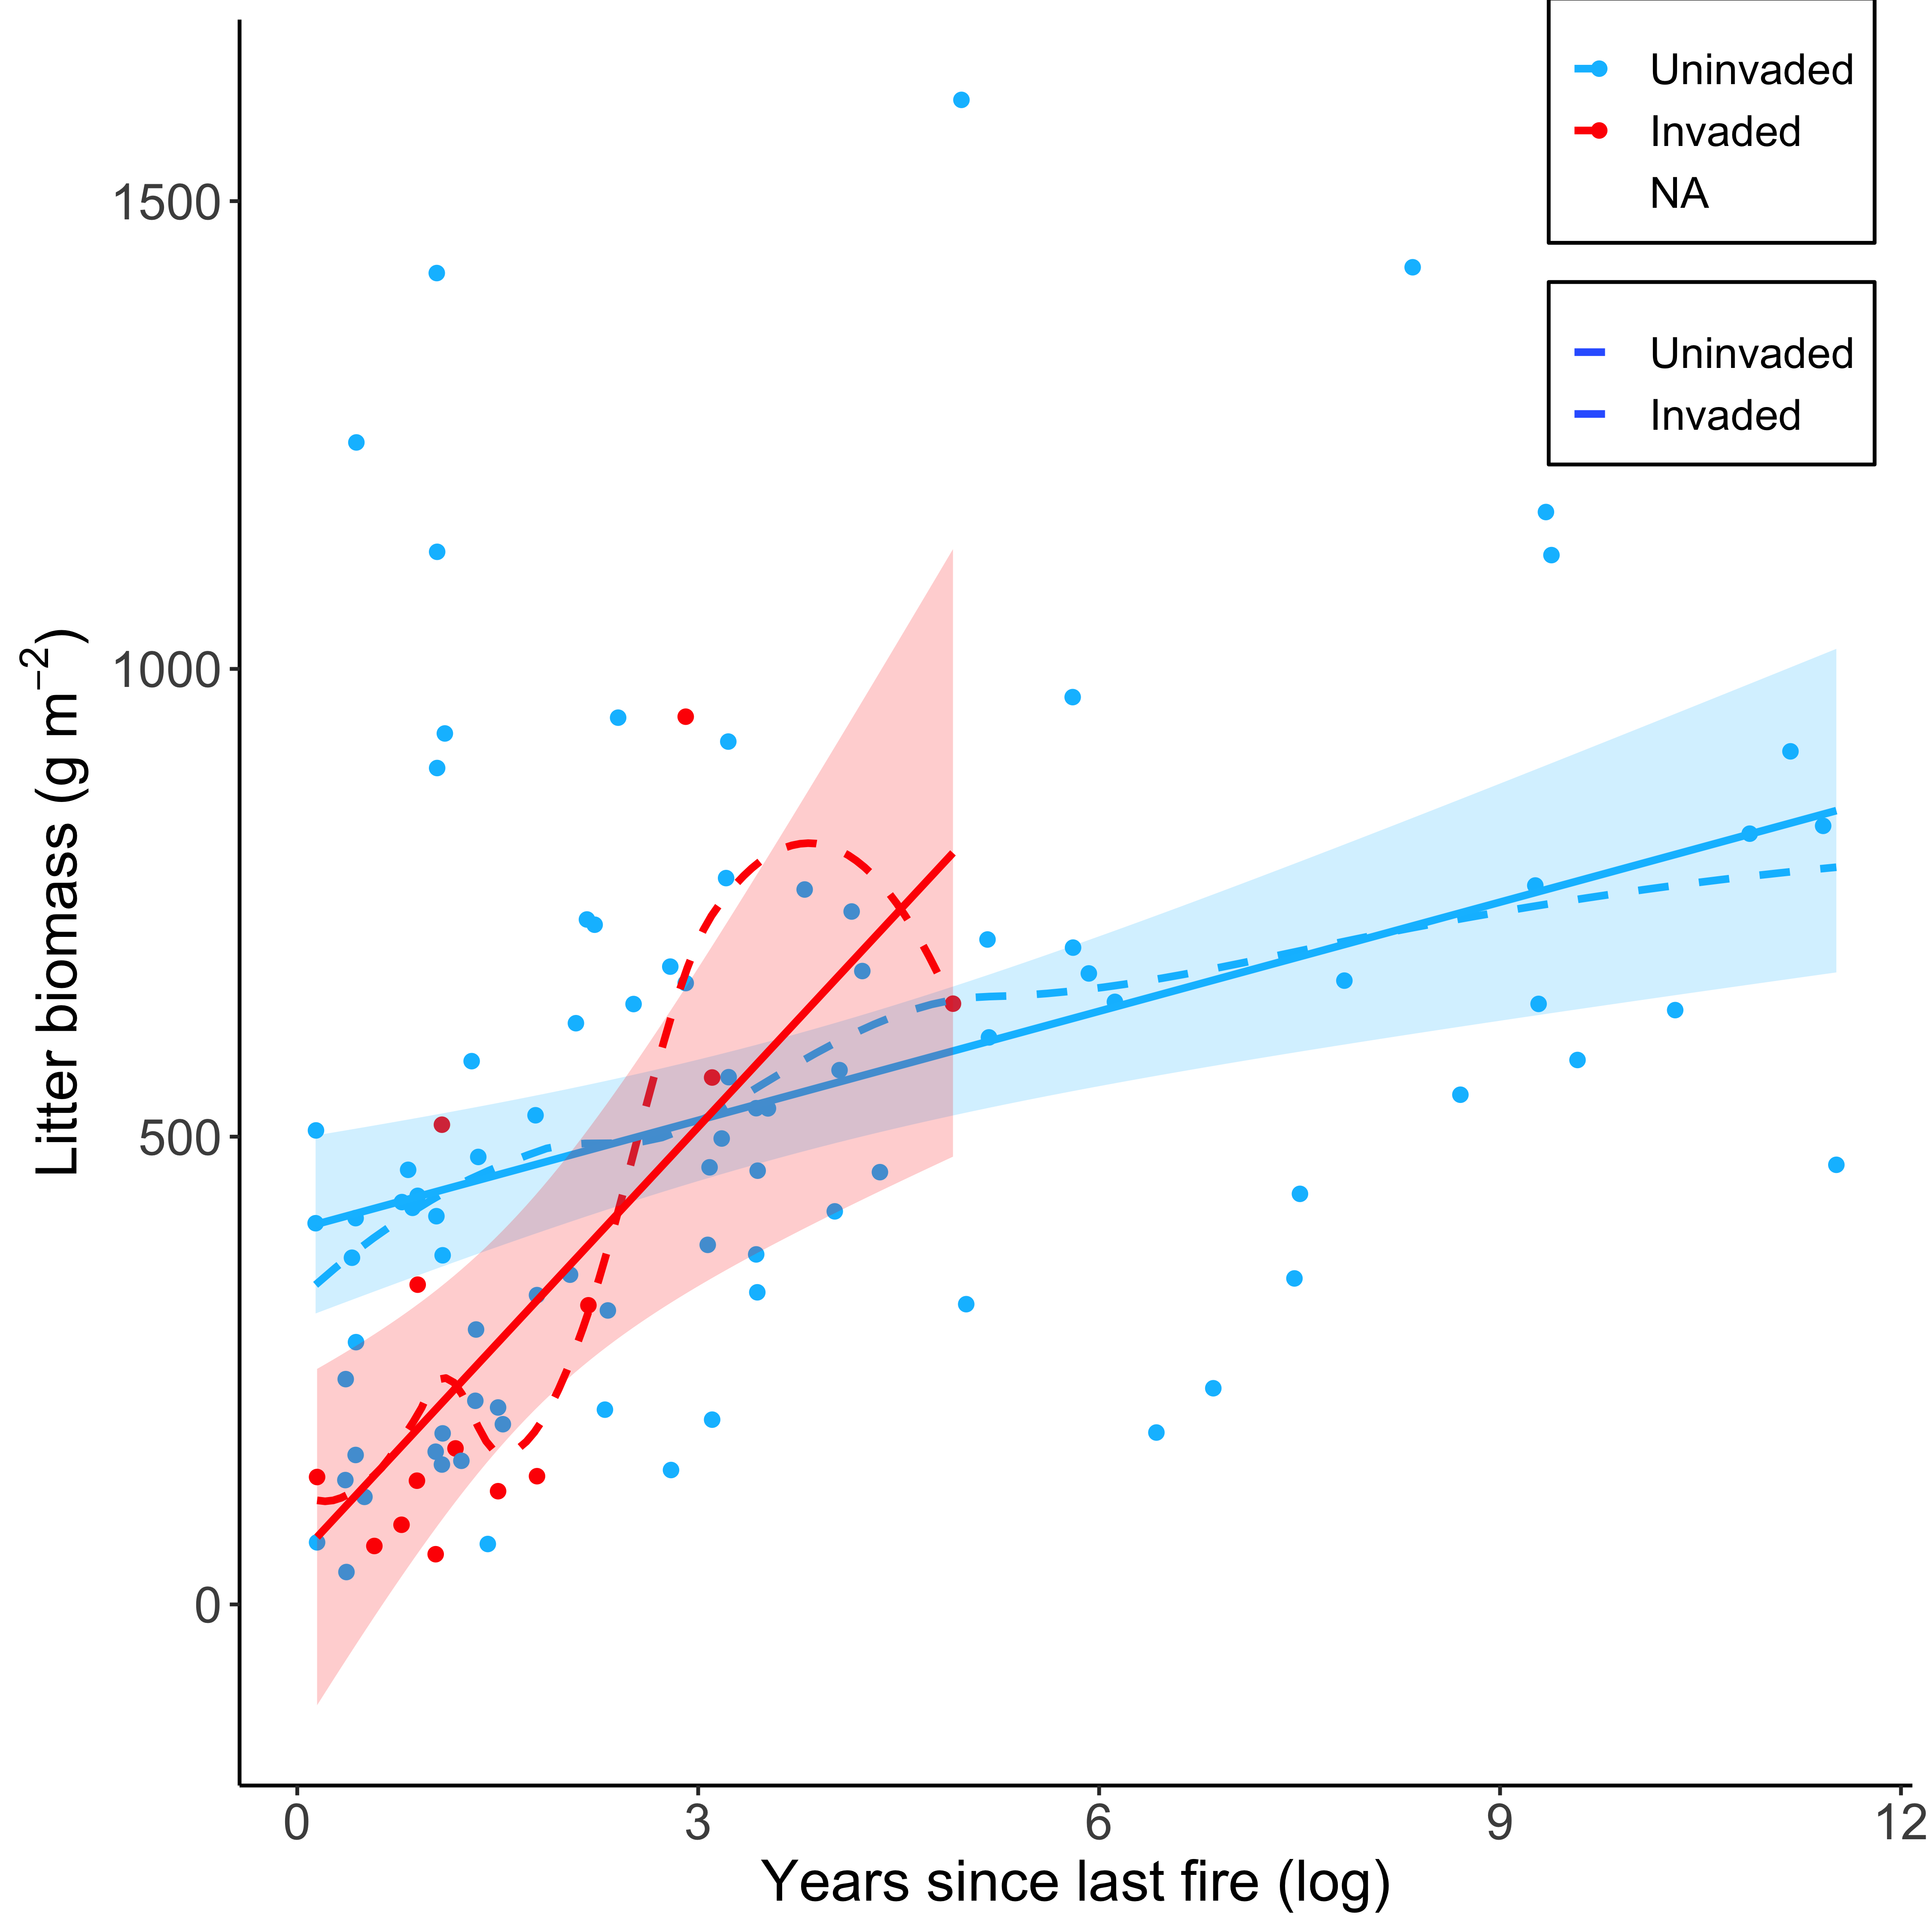 Uninvaded
Invaded
NA
Uninvaded
Invaded
1500
1000
500
0
Litter biomass (g m⁻²)
0 3 6 9 12
Years since last fire (log)